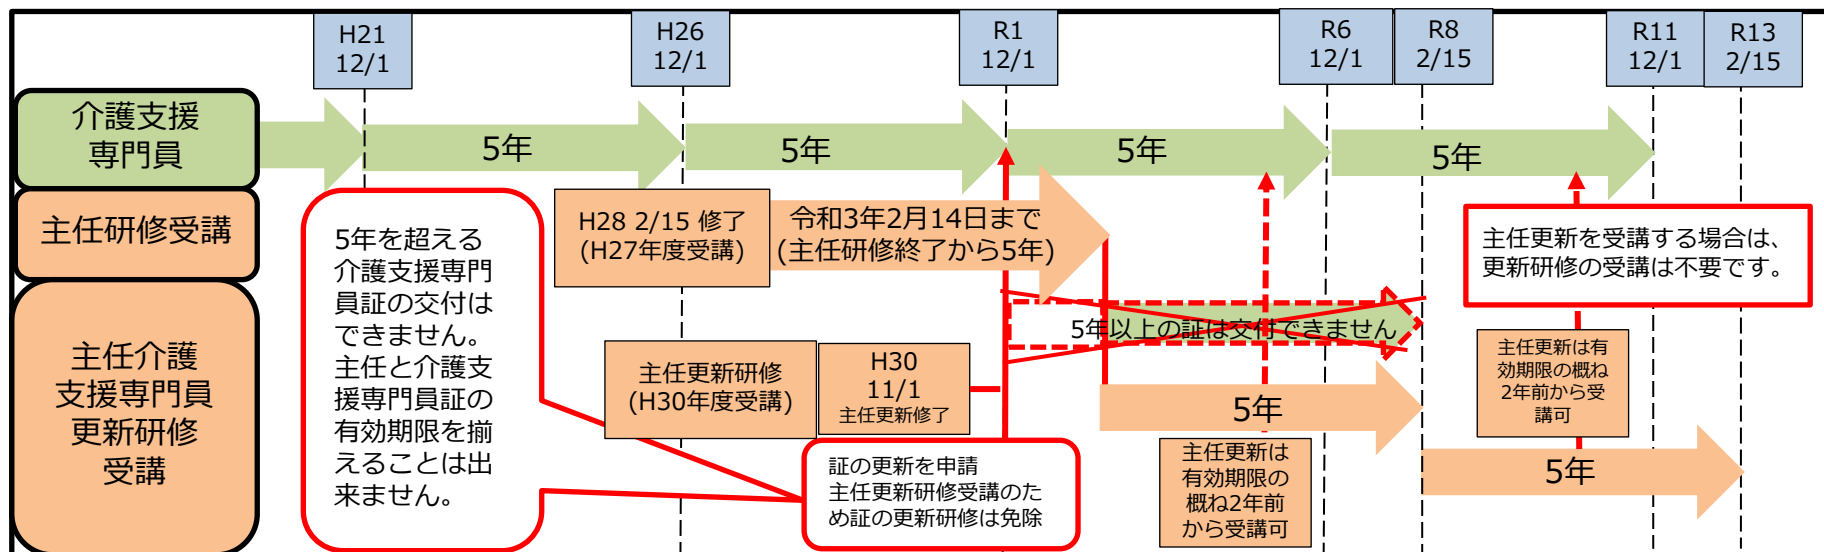 H21
12/1
H26
12/1
R1
12/1
R6
12/1
R8
2/15
R11
12/1
R13
2/15
介護支援
専門員
5年
5年
5年
5年
主任研修受講
H28 2/15 修了
(H27年度受講)
令和3年2月14日まで
(主任研修終了から5年)
5年を超える
介護支援専門
員証の交付は
できません。
主任と介護支
援専門員証の
有効期限を揃
えることは出
来ません。
主任更新を受講する場合は、
更新研修の受講は不要です。
5年以上の証は交付できません
主任介護
支援専門員
更新研修
受講
主任更新研修
(H30年度受講)
H30
11/1
主任更新修了
5年
主任更新は有
効期限の概ね
2年前から受
講可
証の更新を申請
主任更新研修受講のた
め証の更新研修は免除
主任更新は
有効期限の
概ね2年前
から受講可
5年